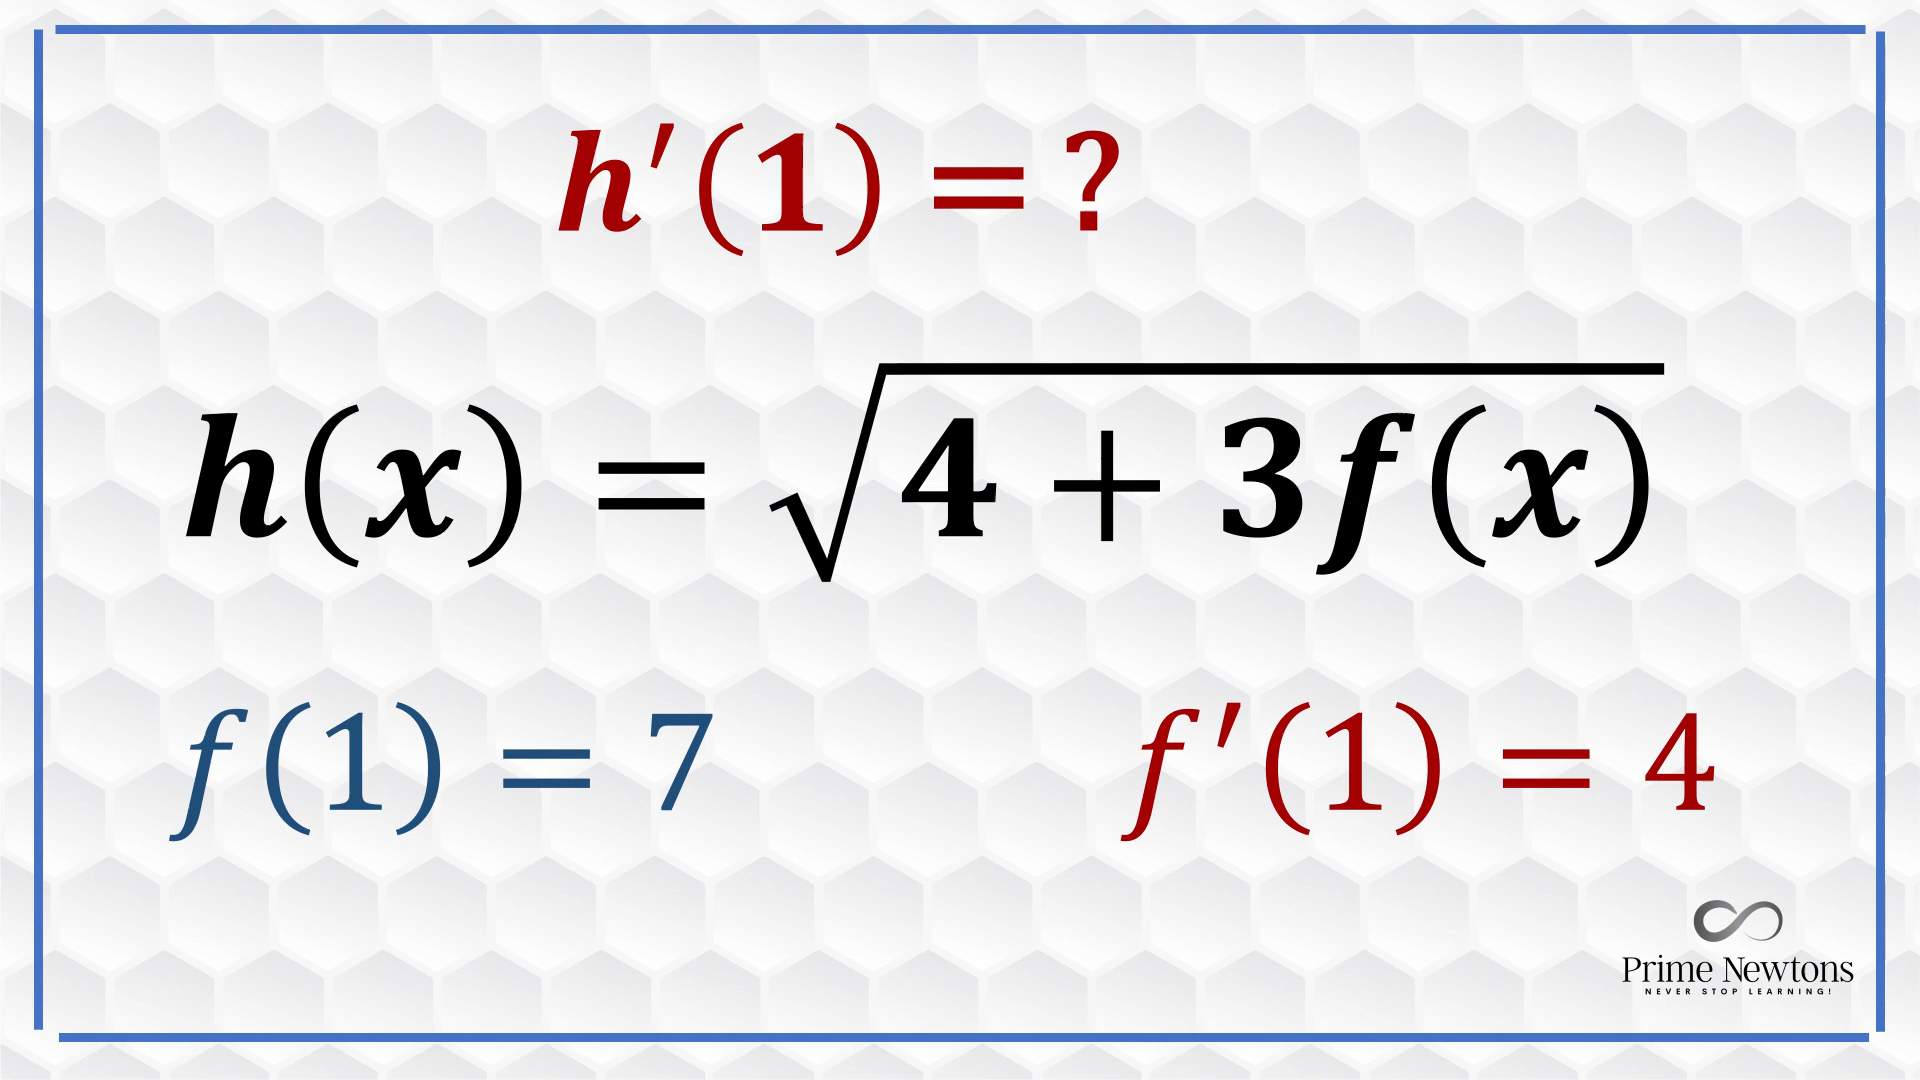 h′(1) = ?
h(x) = √(4 + 3f(x))
f(1) = 7
f′(1) = 4
Prime Newtons
NEVER STOP LEARNING!